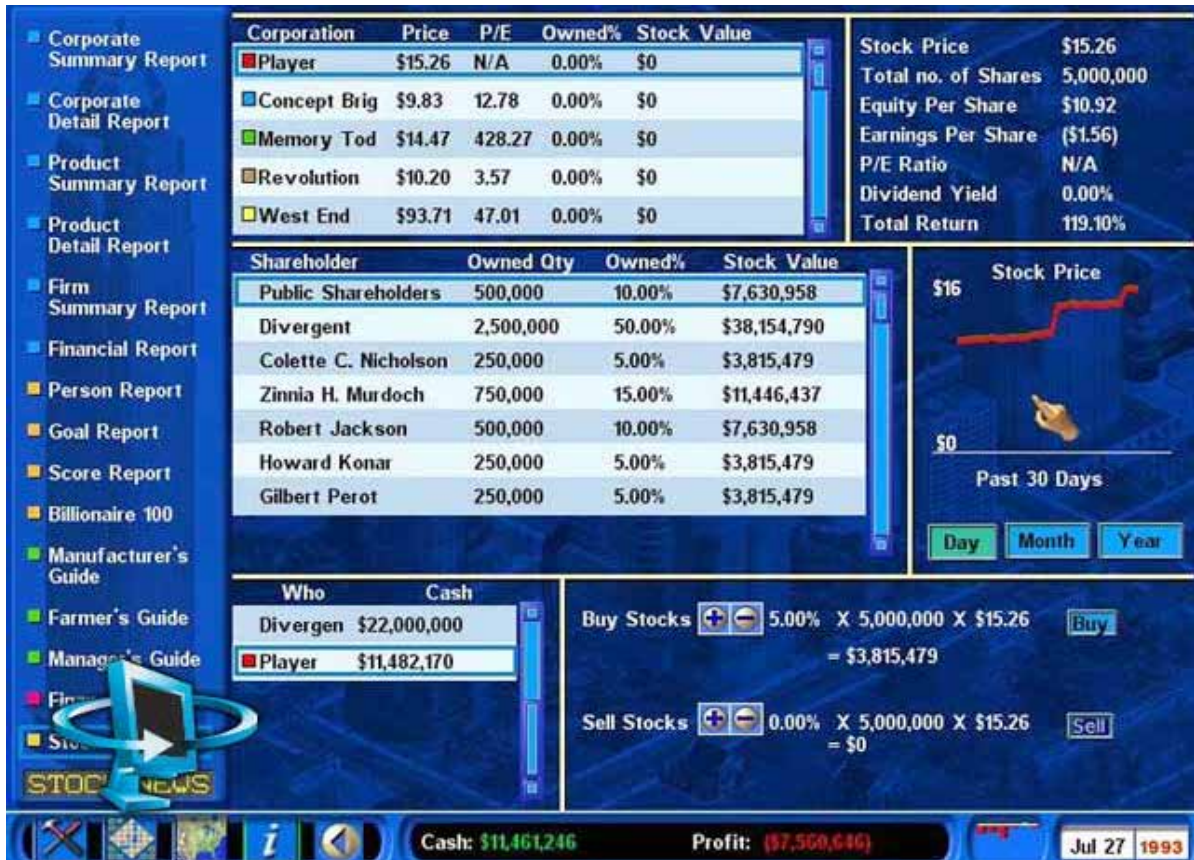 Corporate
Summary Report
Corporate
Detail Report
Product
Summary Report
Product
Detail Report
Firm
Summary Report
Financial Report
Person Report
Goal Report
Score Report
Billionaire 100
Manufacturer's
Guide
Farmer's Guide
Manager's Guide
Corporation Price P/E Owned% Stock Value
Player $15.26 N/A 0.00% $0
Concept Brig $9.83 12.78 0.00% $0
Memory Tod $14.47 428.27 0.00% $0
Revolution $10.20 3.57 0.00% $0
West End $93.71 47.01 0.00% $0
Stock Price $15.26
Total no. of Shares 5,000,000
Equity Per Share $10.92
Earnings Per Share ($1.56)
P/E Ratio N/A
Dividend Yield 0.00%
Total Return 119.10%
Shareholder Owned Qty Owned% Stock Value
Public Shareholders 500,000 10.00% $7,630,958
Divergent 2,500,000 50.00% $38,154,790
Colette C. Nicholson 250,000 5.00% $3,815,479
Zinnia H. Murdoch 750,000 15.00% $11,446,437
Robert Jackson 500,000 10.00% $7,630,958
Howard Konar 250,000 5.00% $3,815,479
Gilbert Perot 250,000 5.00% $3,815,479
Stock Price
$16
$0
Past 30 Days
Day Month Year
Who Cash
Divergen $22,000,000
Player $11,482,170
Buy Stocks 5.00% X 5,000,000 X $15.26 Buy
= $3,815,479
Sell Stocks 0.00% X 5,000,000 X $15.26 Sell
= $0
NEWS
i
Cash: $11,461,246 Profit: ($7,560,646)
Jul 27 1993